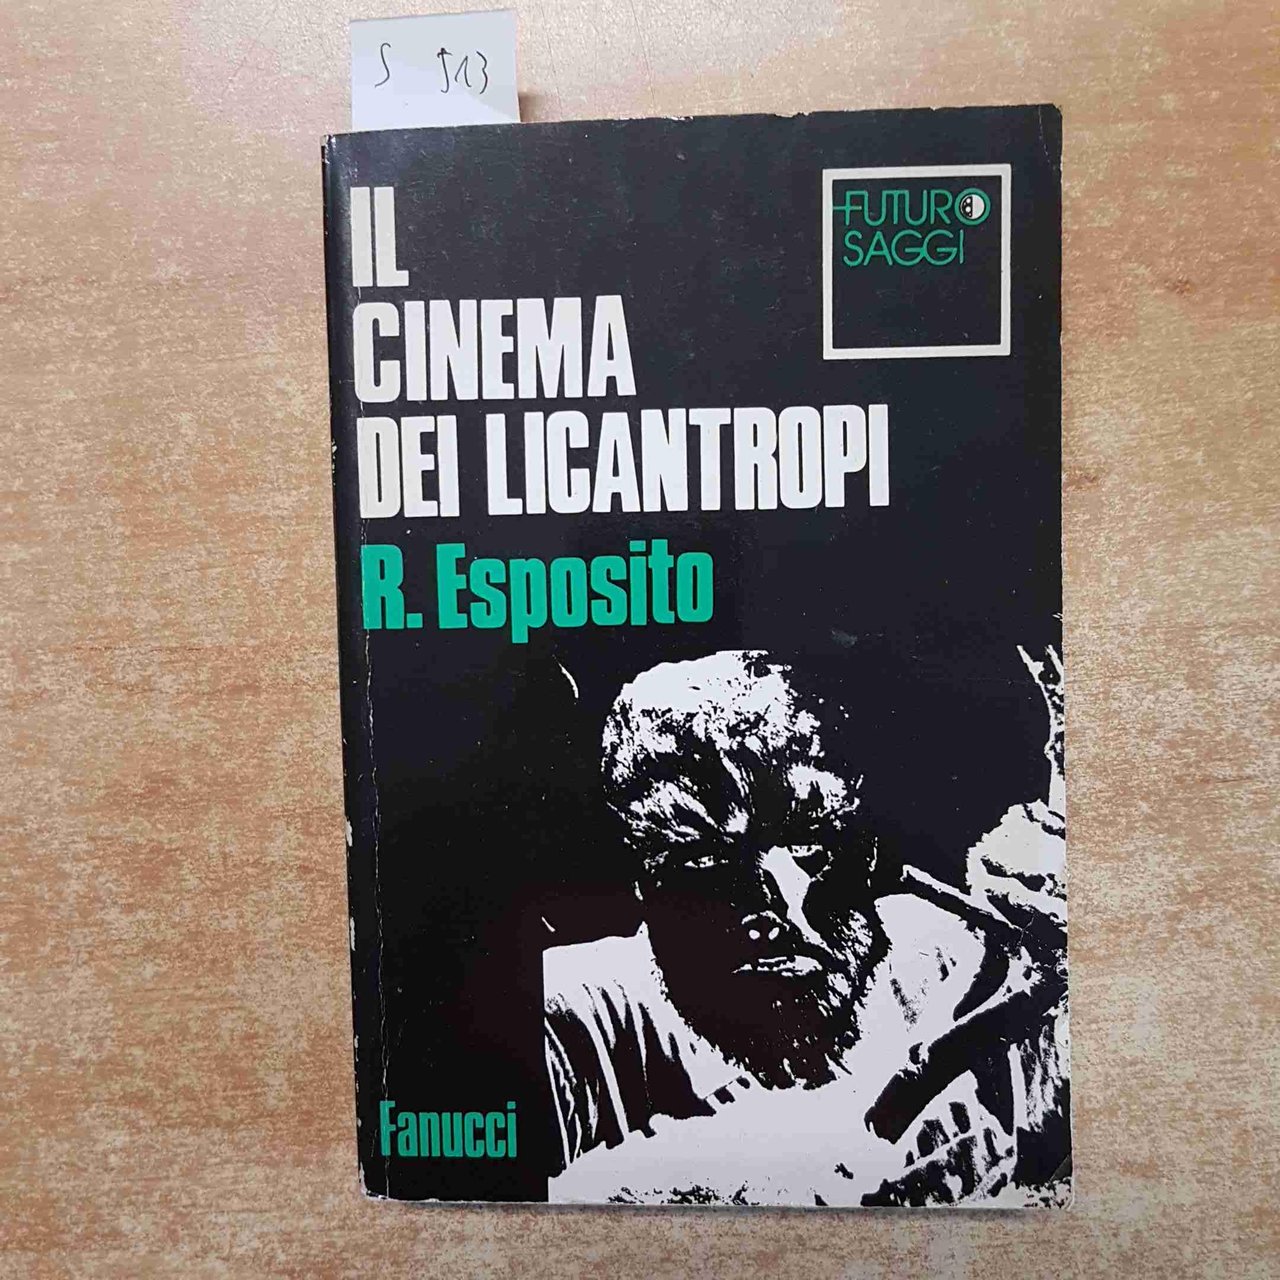 S 513
FUTURO
SAGGI
IL
CINEMA
DEI LICANTROPI
R. Esposito
Fanucci